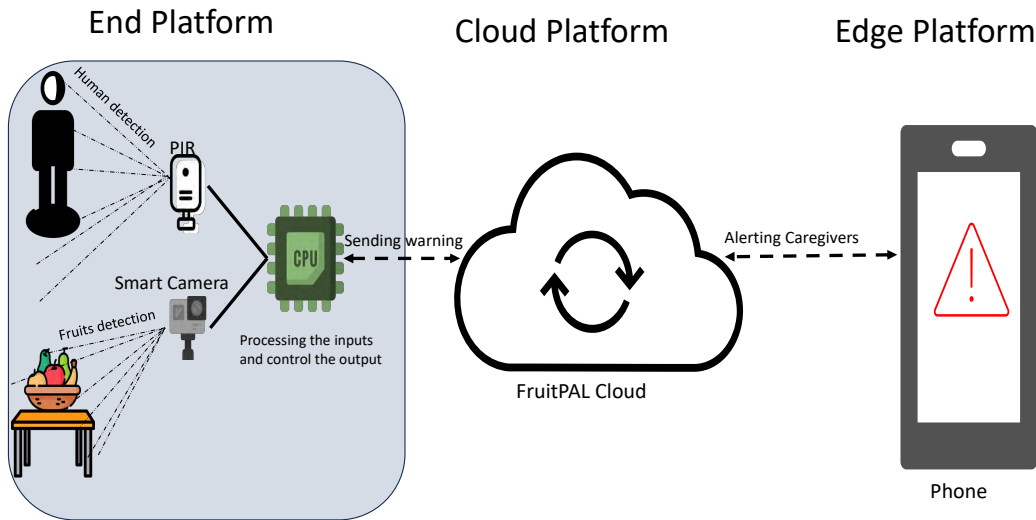 End Platform
Cloud Platform
Edge Platform
Human detection
PIR
CPU
Sending warning
Alerting Caregivers
Smart Camera
Fruits detection
Processing the inputs
and control the output
FruitPAL Cloud
Phone